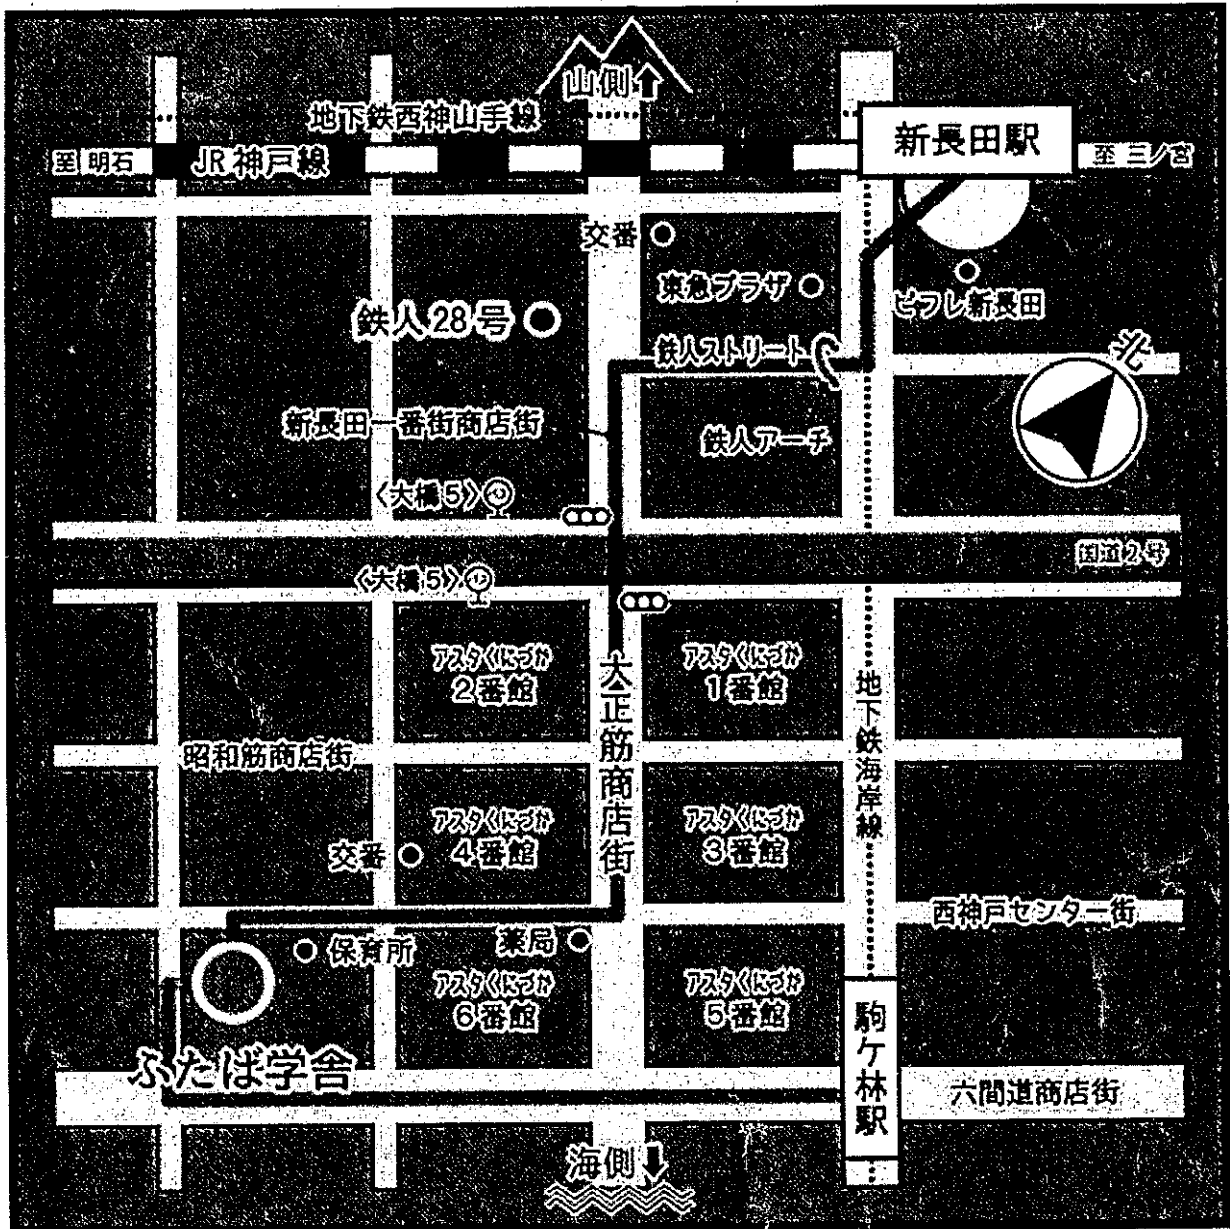 山側
地下鉄西神山手線
新長田駅
至 明石
JR神戸線
至 三ノ宮
交番
東急プラザ
ピフレ新長田
鉄人28号
鉄人ストリート
北
新長田一番街商店街
鉄人アーチ
〈大橋5〉
国道2号
〈大橋5〉
アスタくにづか
2番館
アスタくにづか
1番館
大正筋商店街
地下鉄海岸線
昭和筋商店街
アスタくにづか
4番館
アスタくにづか
3番館
交番
西神戸センター街
保育所
薬局
アスタくにづか
6番館
アスタくにづか
5番館
駒ケ林駅
ふたば学舎
六間道商店街
海側